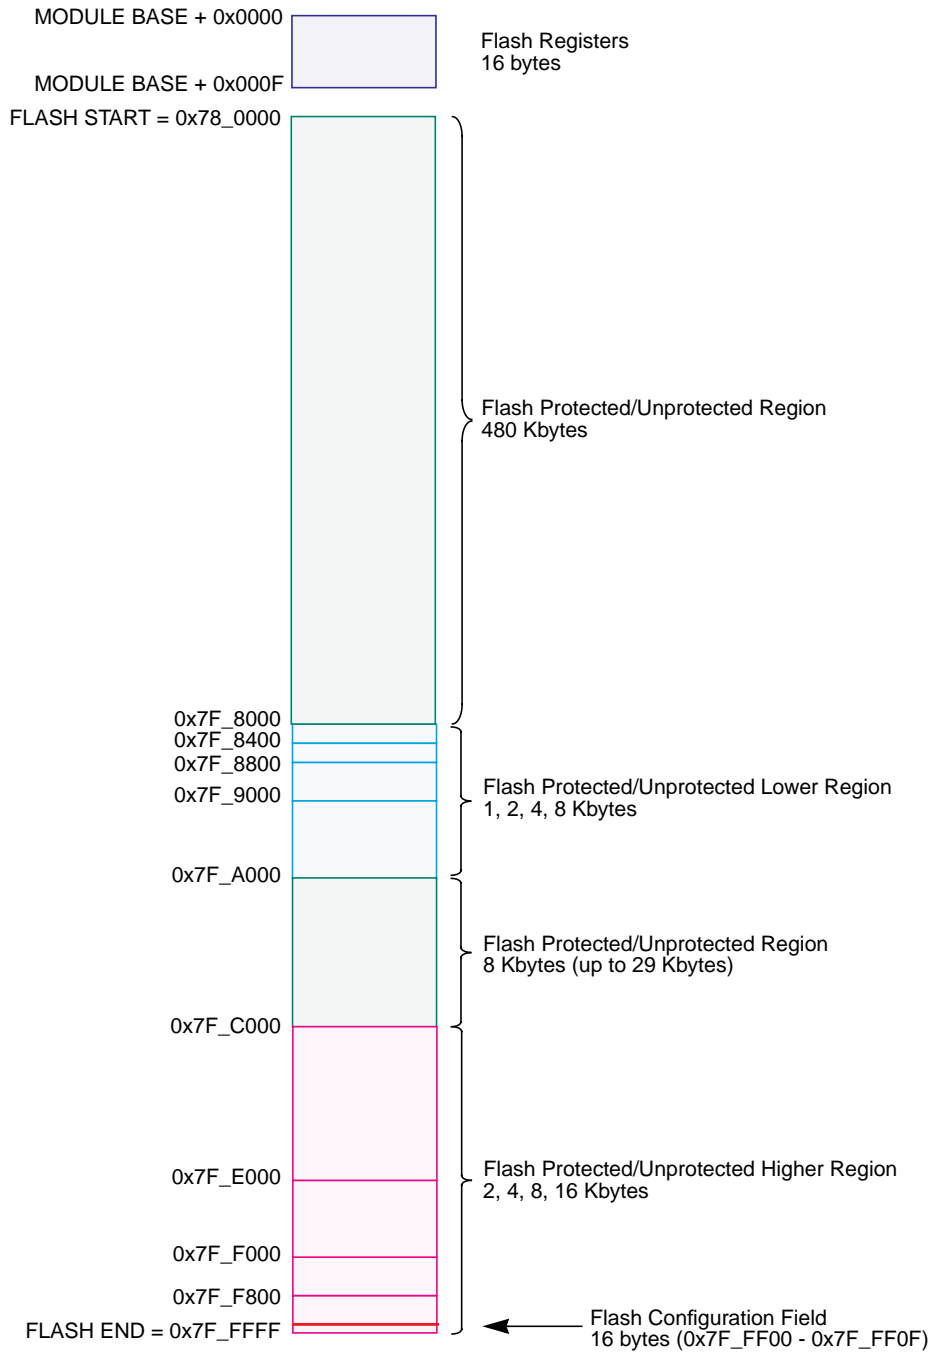 MODULE BASE + 0x0000
Flash Registers
16 bytes
MODULE BASE + 0x000F
FLASH START = 0x78_0000
Flash Protected/Unprotected Region
480 Kbytes
0x7F_8000
0x7F_8400
0x7F_8800
0x7F_9000
Flash Protected/Unprotected Lower Region
1, 2, 4, 8 Kbytes
0x7F_A000
Flash Protected/Unprotected Region
8 Kbytes (up to 29 Kbytes)
0x7F_C000
0x7F_E000
Flash Protected/Unprotected Higher Region
2, 4, 8, 16 Kbytes
0x7F_F000
0x7F_F800
FLASH END = 0x7F_FFFF
Flash Configuration Field
16 bytes (0x7F_FF00 - 0x7F_FF0F)